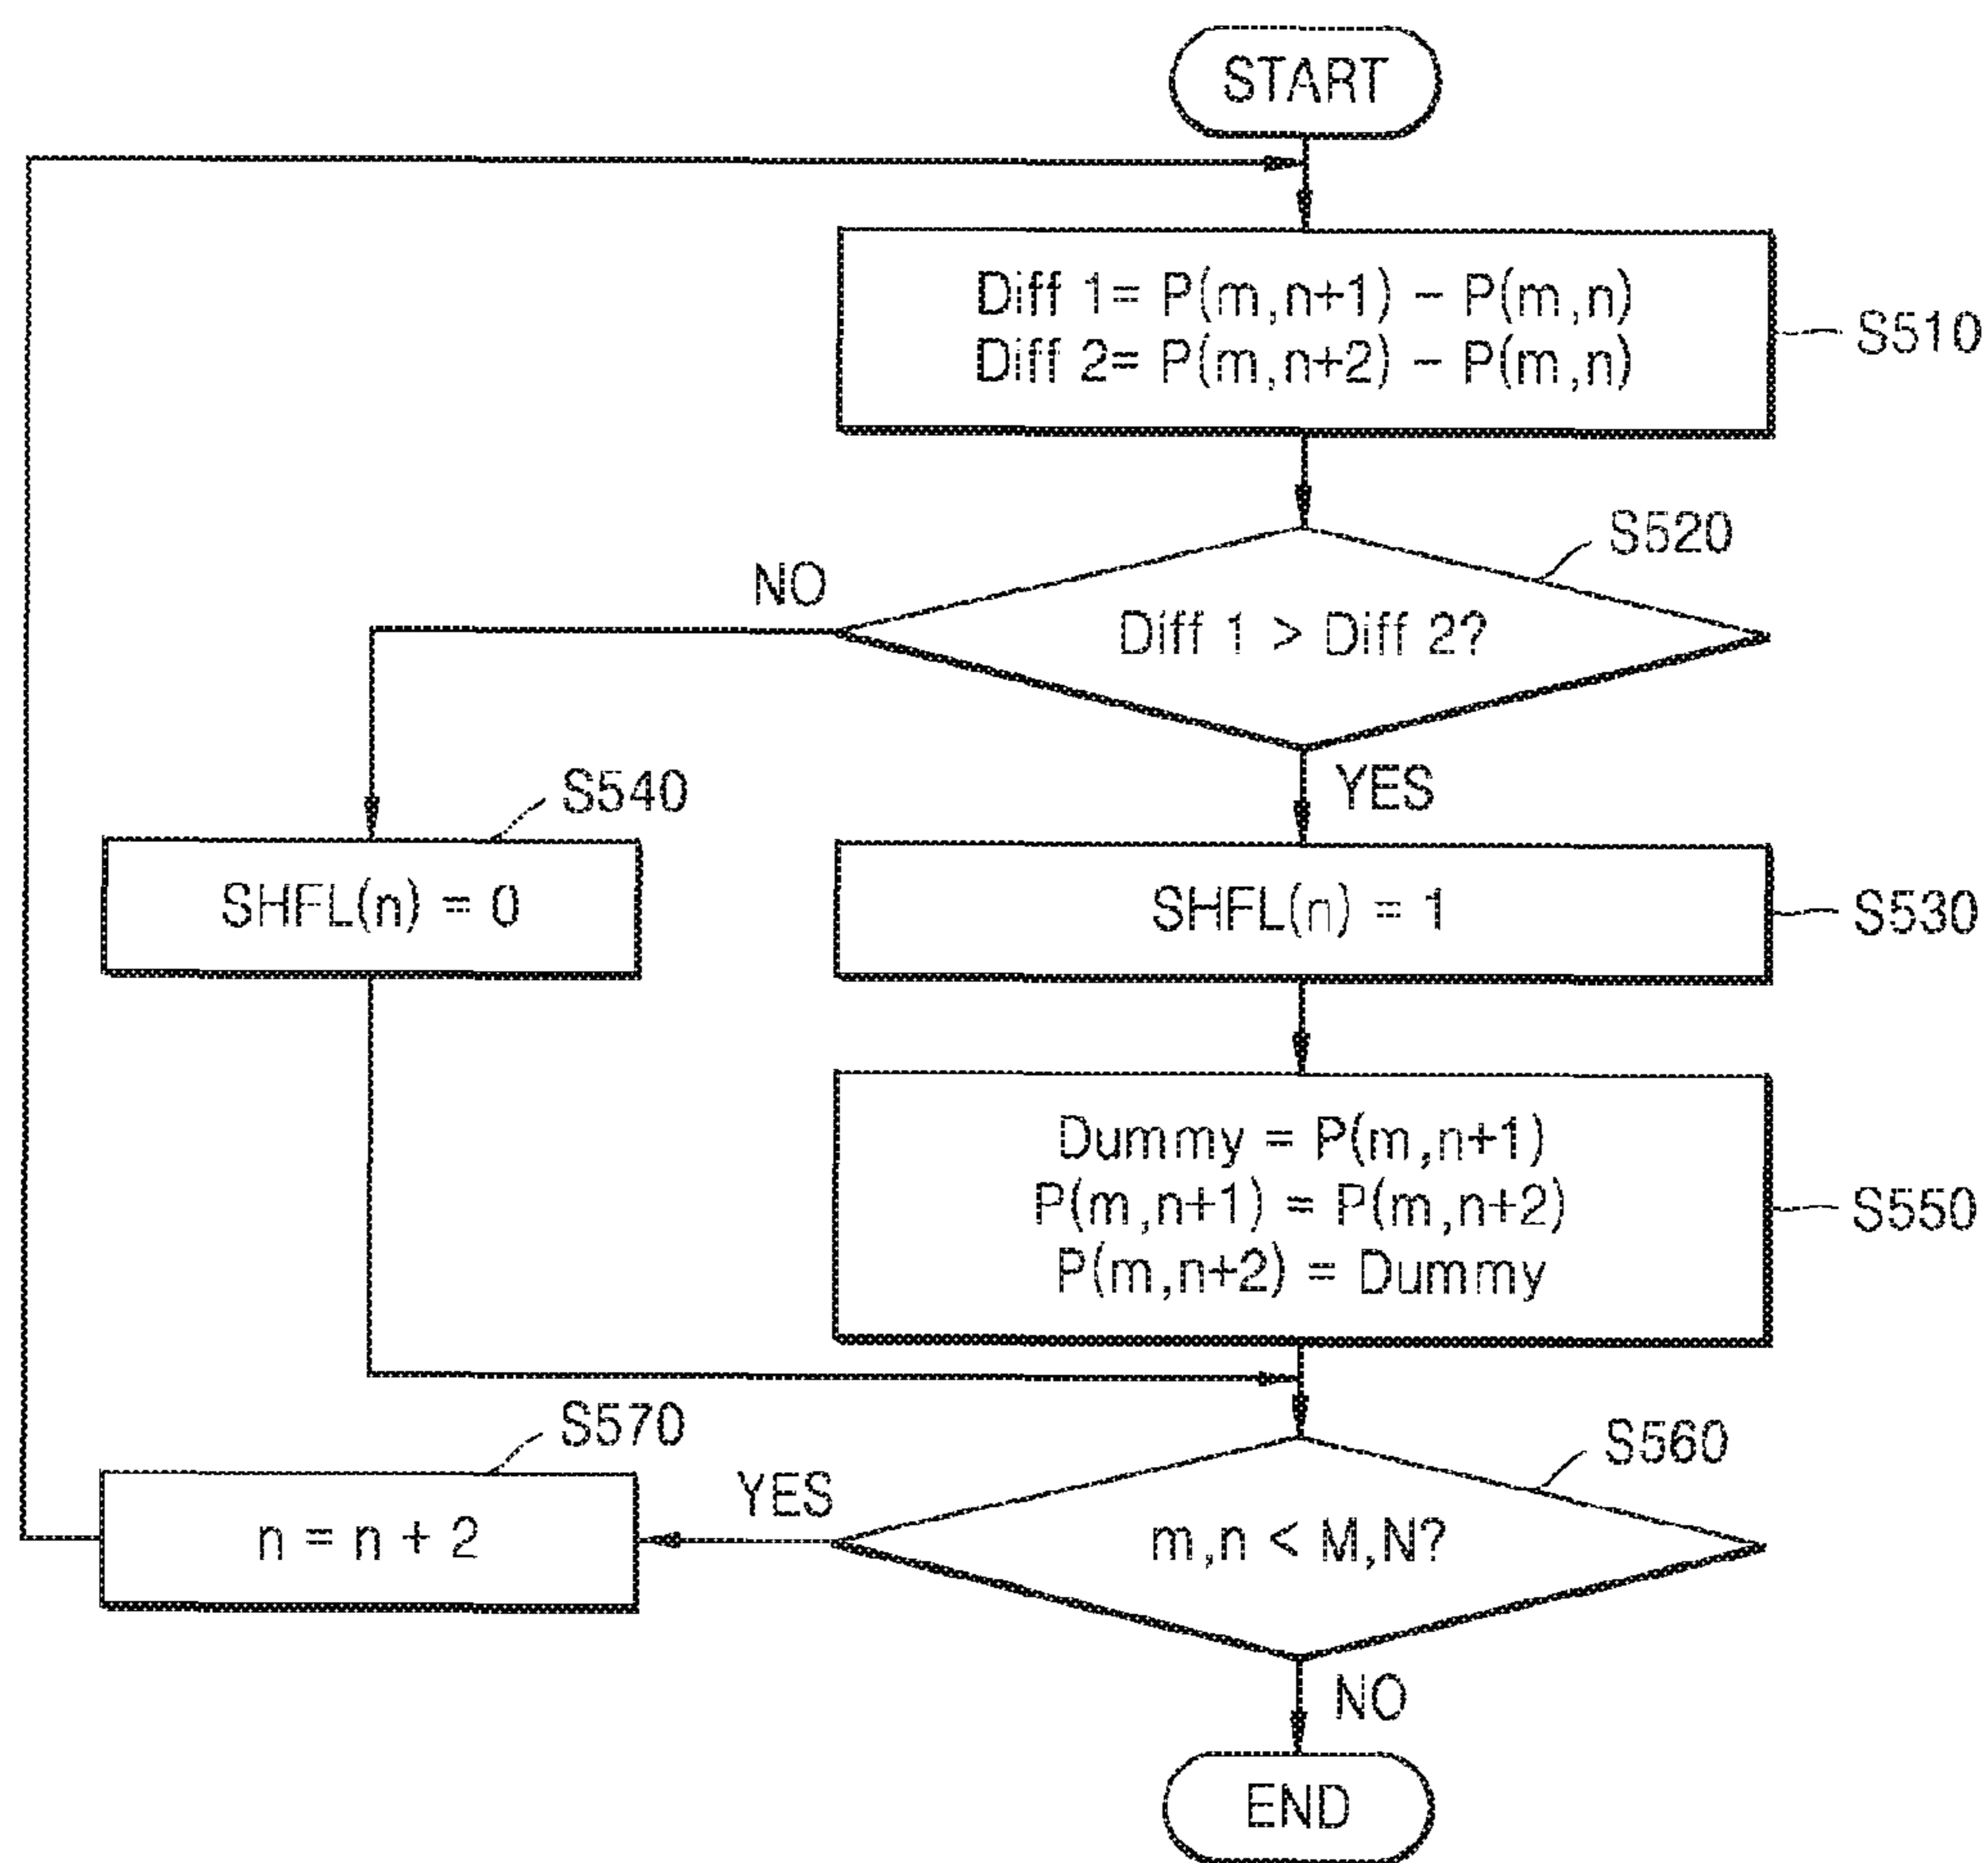 START
Diff 1= P(m,n+1) - P(m,n)
Diff 2= P(m,n+2) - P(m,n)
S510
S520
NO
Diff 1 > Diff 2?
YES
S540
SHFL(n) = 0
SHFL(n) = 1
S530
Dummy = P(m,n+1)
P(m,n+1) = P(m,n+2)
P(m,n+2) = Dummy
S550
S570
S560
YES
n = n + 2
m,n < M,N?
NO
END